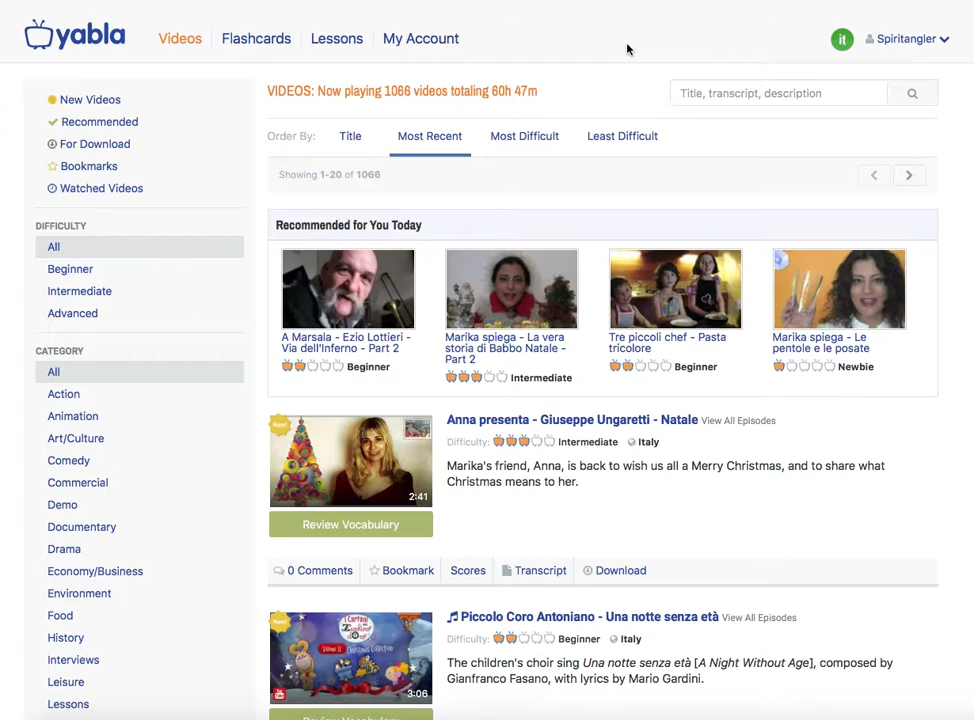 yabla
Videos
Flashcards
Lessons
My Account
it
Spiritangler
New Videos
Recommended
For Download
Bookmarks
Watched Videos
DIFFICULTY
All
Beginner
Intermediate
Advanced
CATEGORY
All
Action
Animation
Art/Culture
Comedy
Commercial
Demo
Documentary
Drama
Economy/Business
Environment
Food
History
Interviews
Leisure
Lessons
VIDEOS: Now playing 1066 videos totaling 60h 47m
Title, transcript, description
Order By:
Title
Most Recent
Most Difficult
Least Difficult
Showing 1-20 of 1066
Recommended for You Today
A Marsala - Ezio Lottieri -
Via dell'Inferno - Part 2
Beginner
Marika spiega - La vera
storia di Babbo Natale -
Part 2
Intermediate
Tre piccoli chef - Pasta
tricolore
Beginner
Marika spiega - Le
pentole e le posate
Newbie
New!
2:41
Review Vocabulary
Anna presenta - Giuseppe Ungaretti - Natale View All Episodes
Difficulty: Intermediate Italy
Marika's friend, Anna, is back to wish us all a Merry Christmas, and to share what
Christmas means to her.
0 Comments
Bookmark
Scores
Transcript
Download
New!
3:06
Review Vocabulary
Piccolo Coro Antoniano - Una notte senza età View All Episodes
Difficulty: Beginner Italy
The children's choir sing Una notte senza età [A Night Without Age], composed by
Gianfranco Fasano, with lyrics by Mario Gardini.